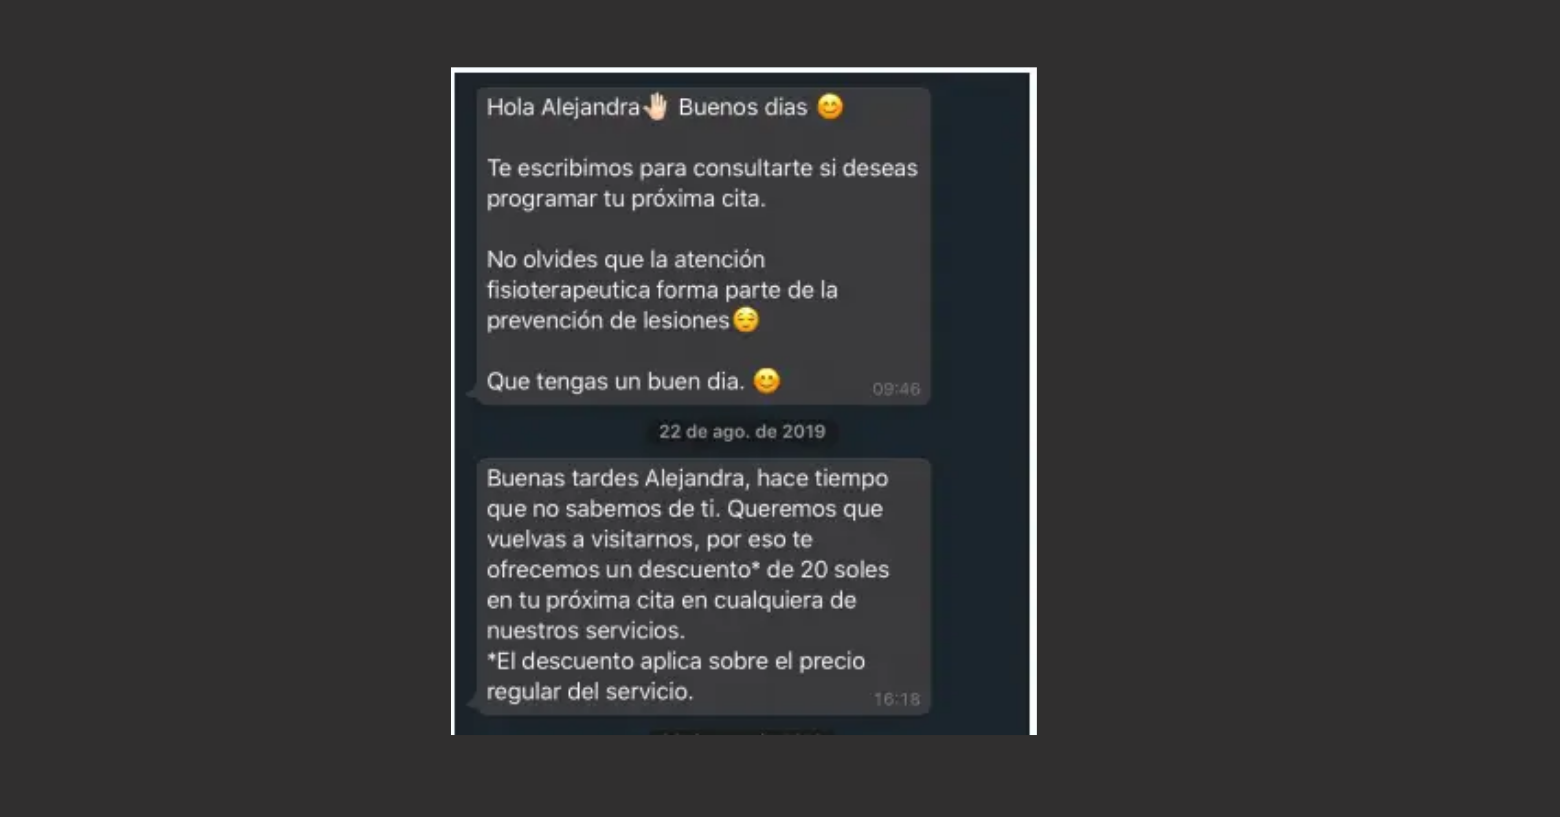 Hola Alejandra🤚🏻 Buenos dias 😊
Te escribimos para consultarte si deseas
programar tu próxima cita.
No olvides que la atención
fisioterapeutica forma parte de la
prevención de lesiones😌
Que tengas un buen dia. 😊
09:46
22 de ago. de 2019
Buenas tardes Alejandra, hace tiempo
que no sabemos de ti. Queremos que
vuelvas a visitarnos, por eso te
ofrecemos un descuento* de 20 soles
en tu próxima cita en cualquiera de
nuestros servicios.
*El descuento aplica sobre el precio
regular del servicio.
16:18